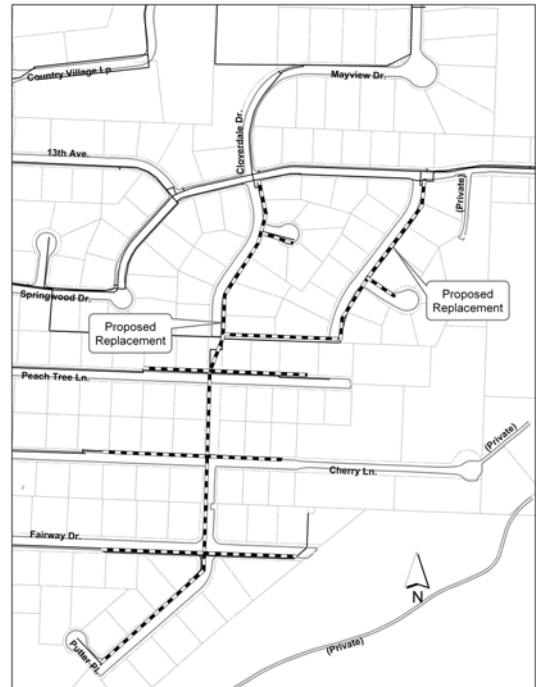 Country Village Lp.
Mayview Dr.
Cloverdale Dr.
13th Ave.
(Private)
Springwood Dr.
Proposed
Replacement
Proposed
Replacement
Peach Tree Ln.
(Private)
Cherry Ln.
Fairway Dr.
N
Putter Pl.
(Private)